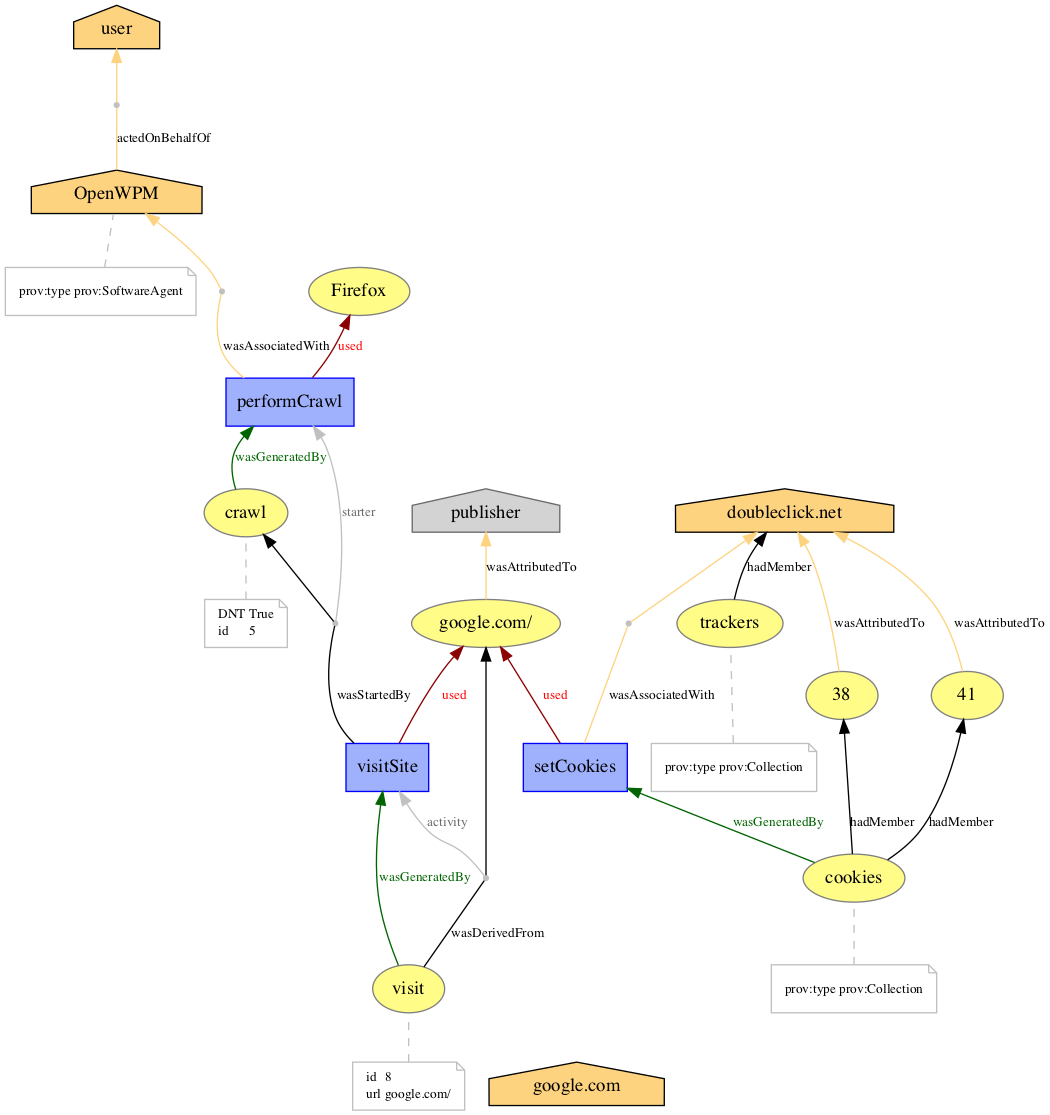 user
actedOnBehalfOf
OpenWPM
prov:type prov:SoftwareAgent
Firefox
wasAssociatedWith
used
performCrawl
wasGeneratedBy
crawl
starter
publisher
doubleclick.net
wasAttributedTo
hadMember
DNT True
id 5
google.com/
trackers
wasAttributedTo
wasAttributedTo
wasStartedBy
used
used
wasAssociatedWith
38
41
visitSite
setCookies
prov:type prov:Collection
activity
wasGeneratedBy
hadMember
hadMember
wasGeneratedBy
cookies
wasDerivedFrom
visit
prov:type prov:Collection
id 8
url google.com/
google.com